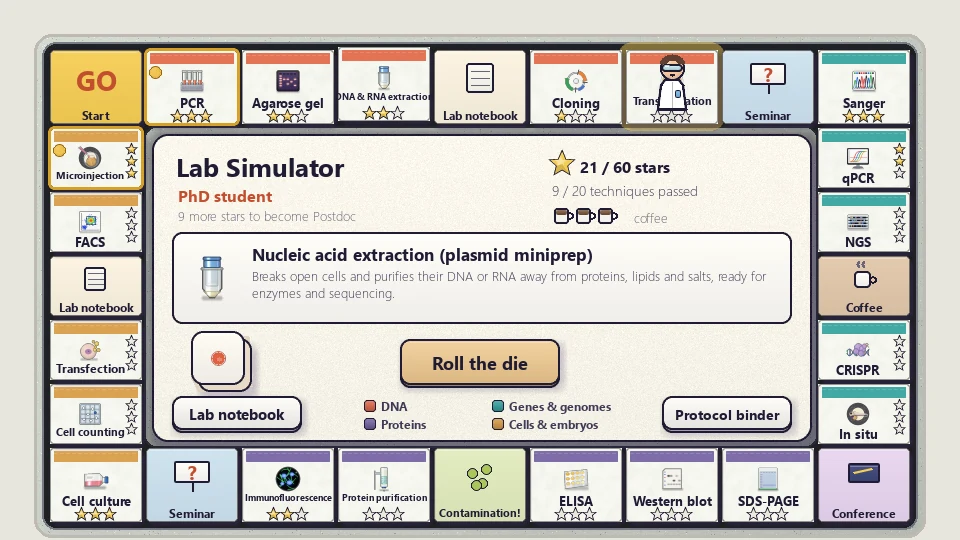 GO
Start
PCR
Agarose gel
DNA & RNA extraction
Lab notebook
Cloning
?
Seminar
Sanger
Microinjection
qPCR
FACS
NGS
Lab notebook
Coffee
Transfection
CRISPR
Cell counting
In situ
Lab Simulator
PhD student
9 more stars to become Postdoc
21 / 60 stars
9 / 20 techniques passed
coffee
Nucleic acid extraction (plasmid miniprep)
Breaks open cells and purifies their DNA or RNA away from proteins, lipids and salts, ready for
enzymes and sequencing.
Roll the die
Lab notebook
DNA
Proteins
Genes & genomes
Cells & embryos
Protocol binder
Cell culture
?
Seminar
Immunofluorescence
Protein purification
Contamination!
ELISA
Western blot
SDS-PAGE
Conference